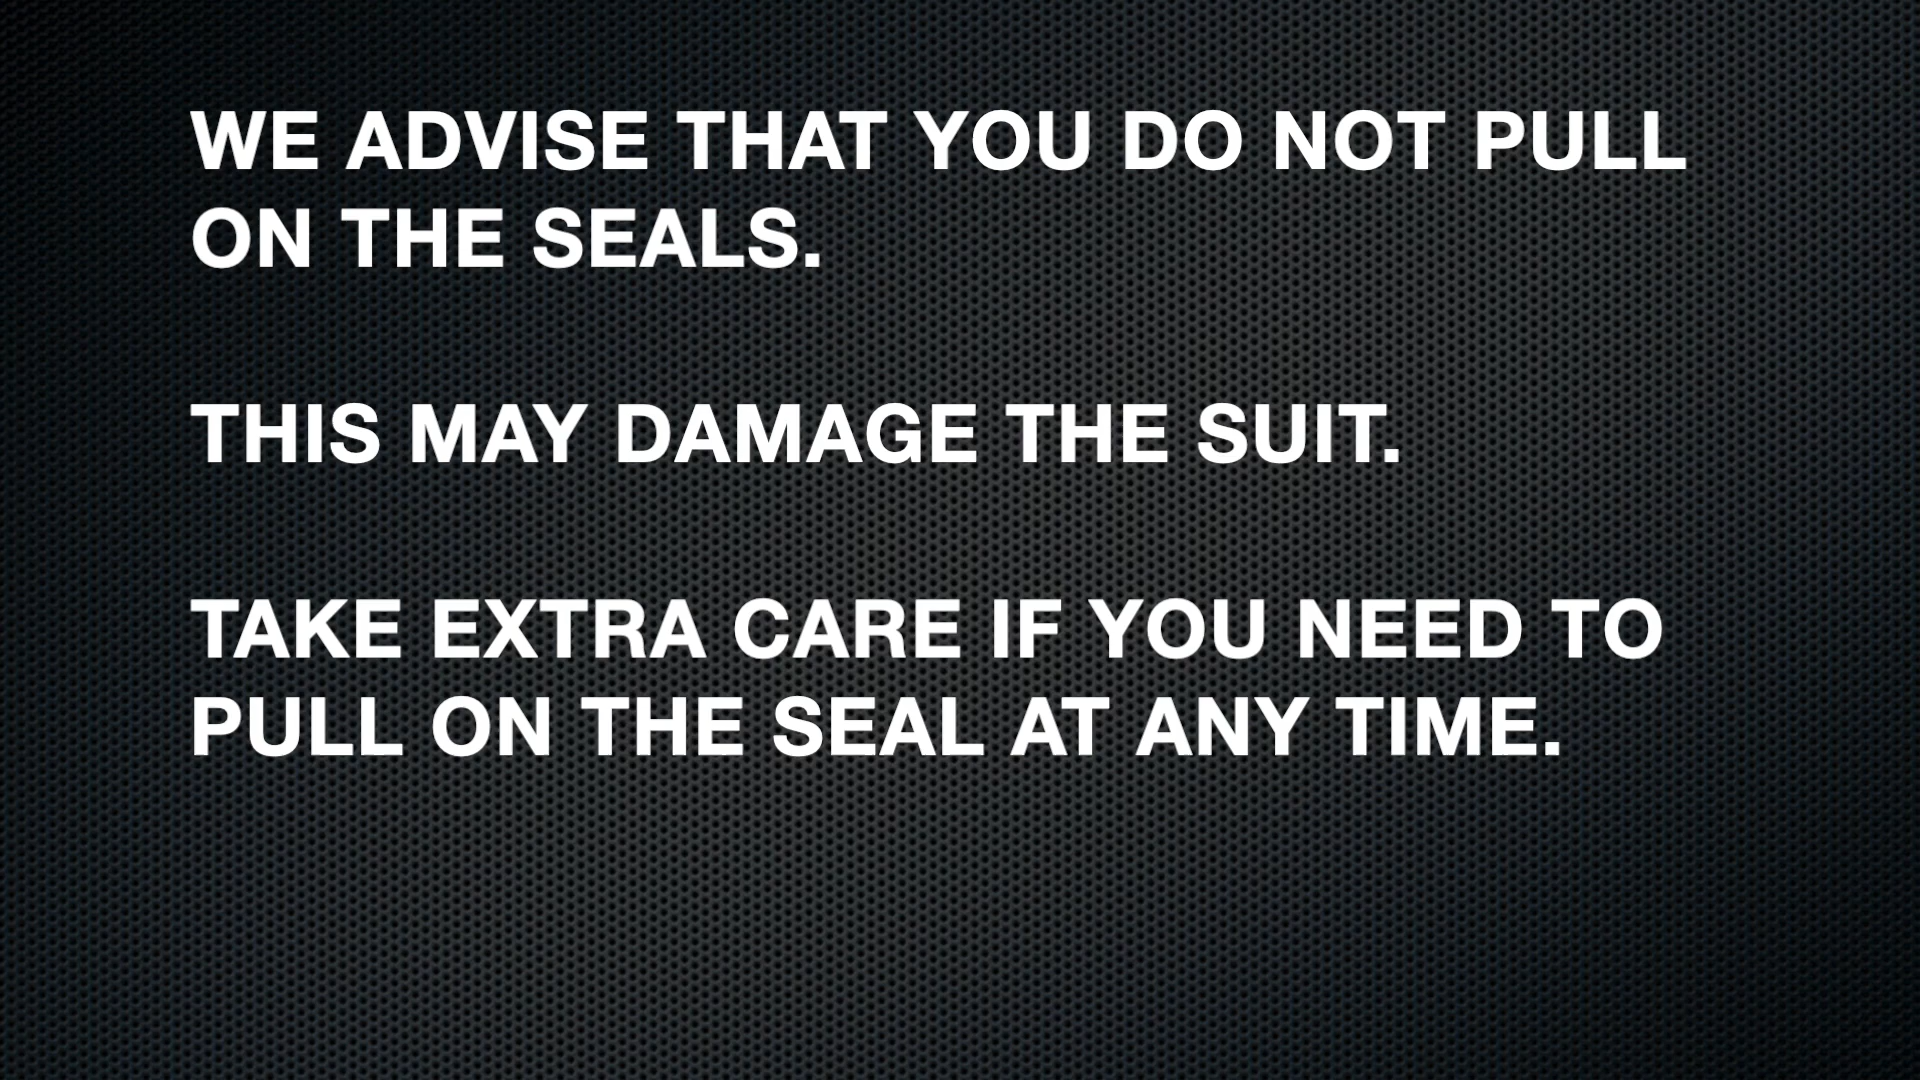 WE ADVISE THAT YOU DO NOT PULL
ON THE SEALS.
THIS MAY DAMAGE THE SUIT.
TAKE EXTRA CARE IF YOU NEED TO
PULL ON THE SEAL AT ANY TIME.